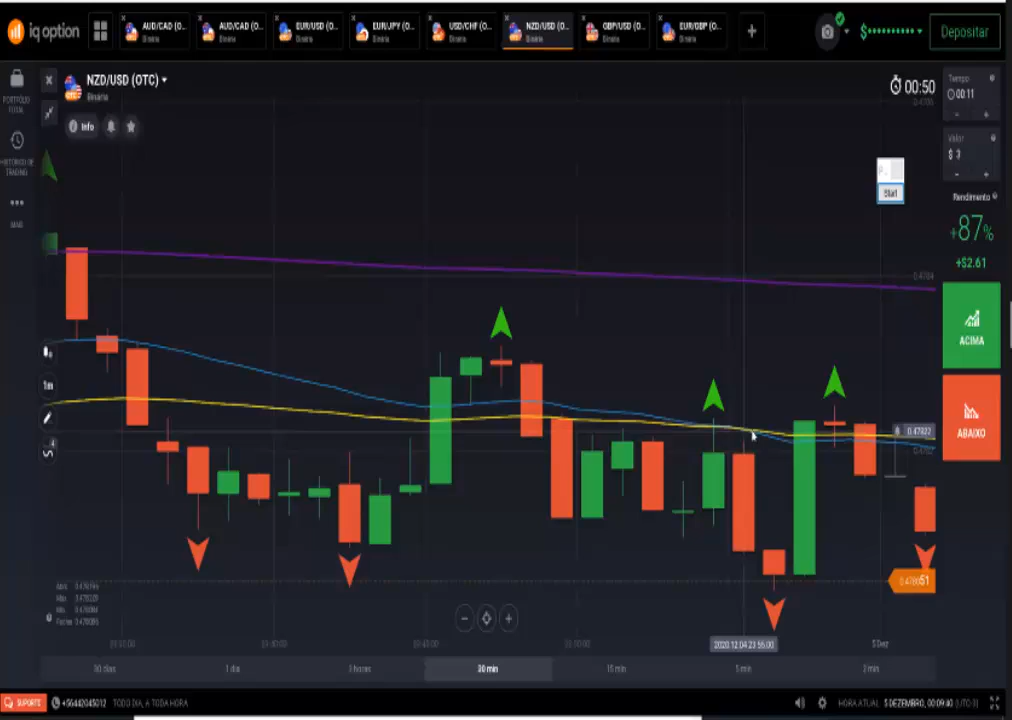 iq option
AUD/CAD (O...
Binária
AUD/CAD (O...
Binária
EUR/USD (O...
Binária
EUR/JPY (O...
Binária
USD/CHF (O...
Binária
NZD/USD (O...
Binária
GBP/USD (O...
Binária
EUR/GBP (O...
Binária
Depositar
NZD/USD (OTC)
Binária
Info
00:50
Tempo
00:11
Valor
$ 3
Rendimento
+87%
+$2.61
ACIMA
ABAIXO
Start
PORTFÓLIO
TOTAL
HISTÓRICO DE
TRADING
MAIS
1m
0.47822
2020.12.04 23:55:00
5 Dez
30 dias
1 dia
3 horas
30 min
15 min
5 min
2 min
SUPORTE
TODO DIA, A TODA HORA
HORA ATUAL: 5 DEZEMBRO, 00:09:40 (UTC-3)